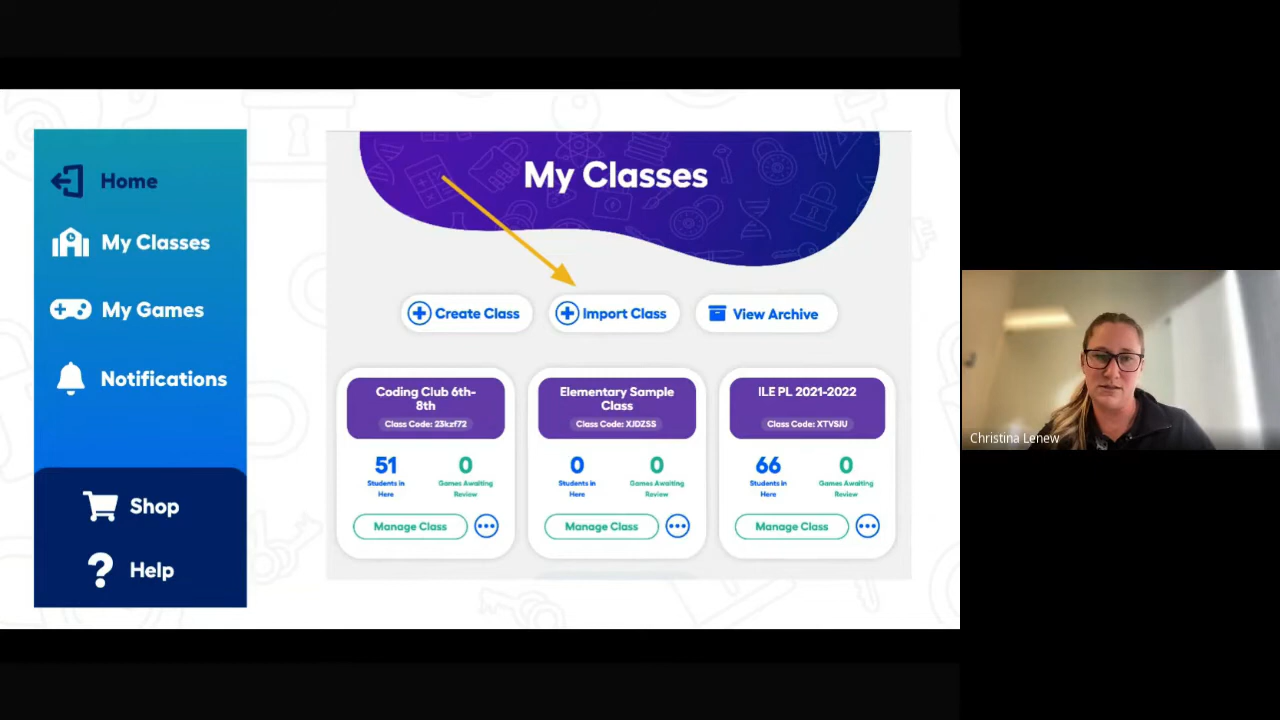 Home
My Classes
My Games
Notifications
Shop
Help
My Classes
Create Class
Import Class
View Archive
Coding Club 6th-
8th
Class Code: 23kzf72
51
Students in
Here
0
Games Awaiting
Review
Manage Class
Elementary Sample
Class
Class Code: XJDZSS
0
Students in
Here
0
Games Awaiting
Review
Manage Class
ILE PL 2021-2022
Class Code: XTVSJU
66
Students in
Here
0
Games Awaiting
Review
Manage Class
Christina Lenew